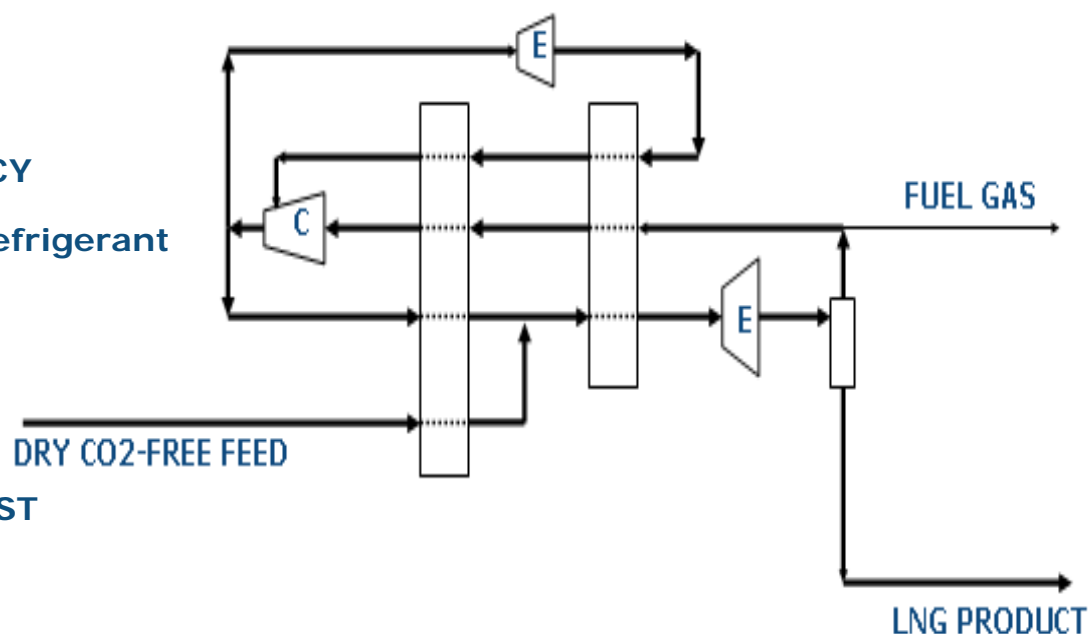 E
CY
efrigerant
C
FUEL GAS
E
DRY CO2-FREE FEED
ST
LNG PRODUCT